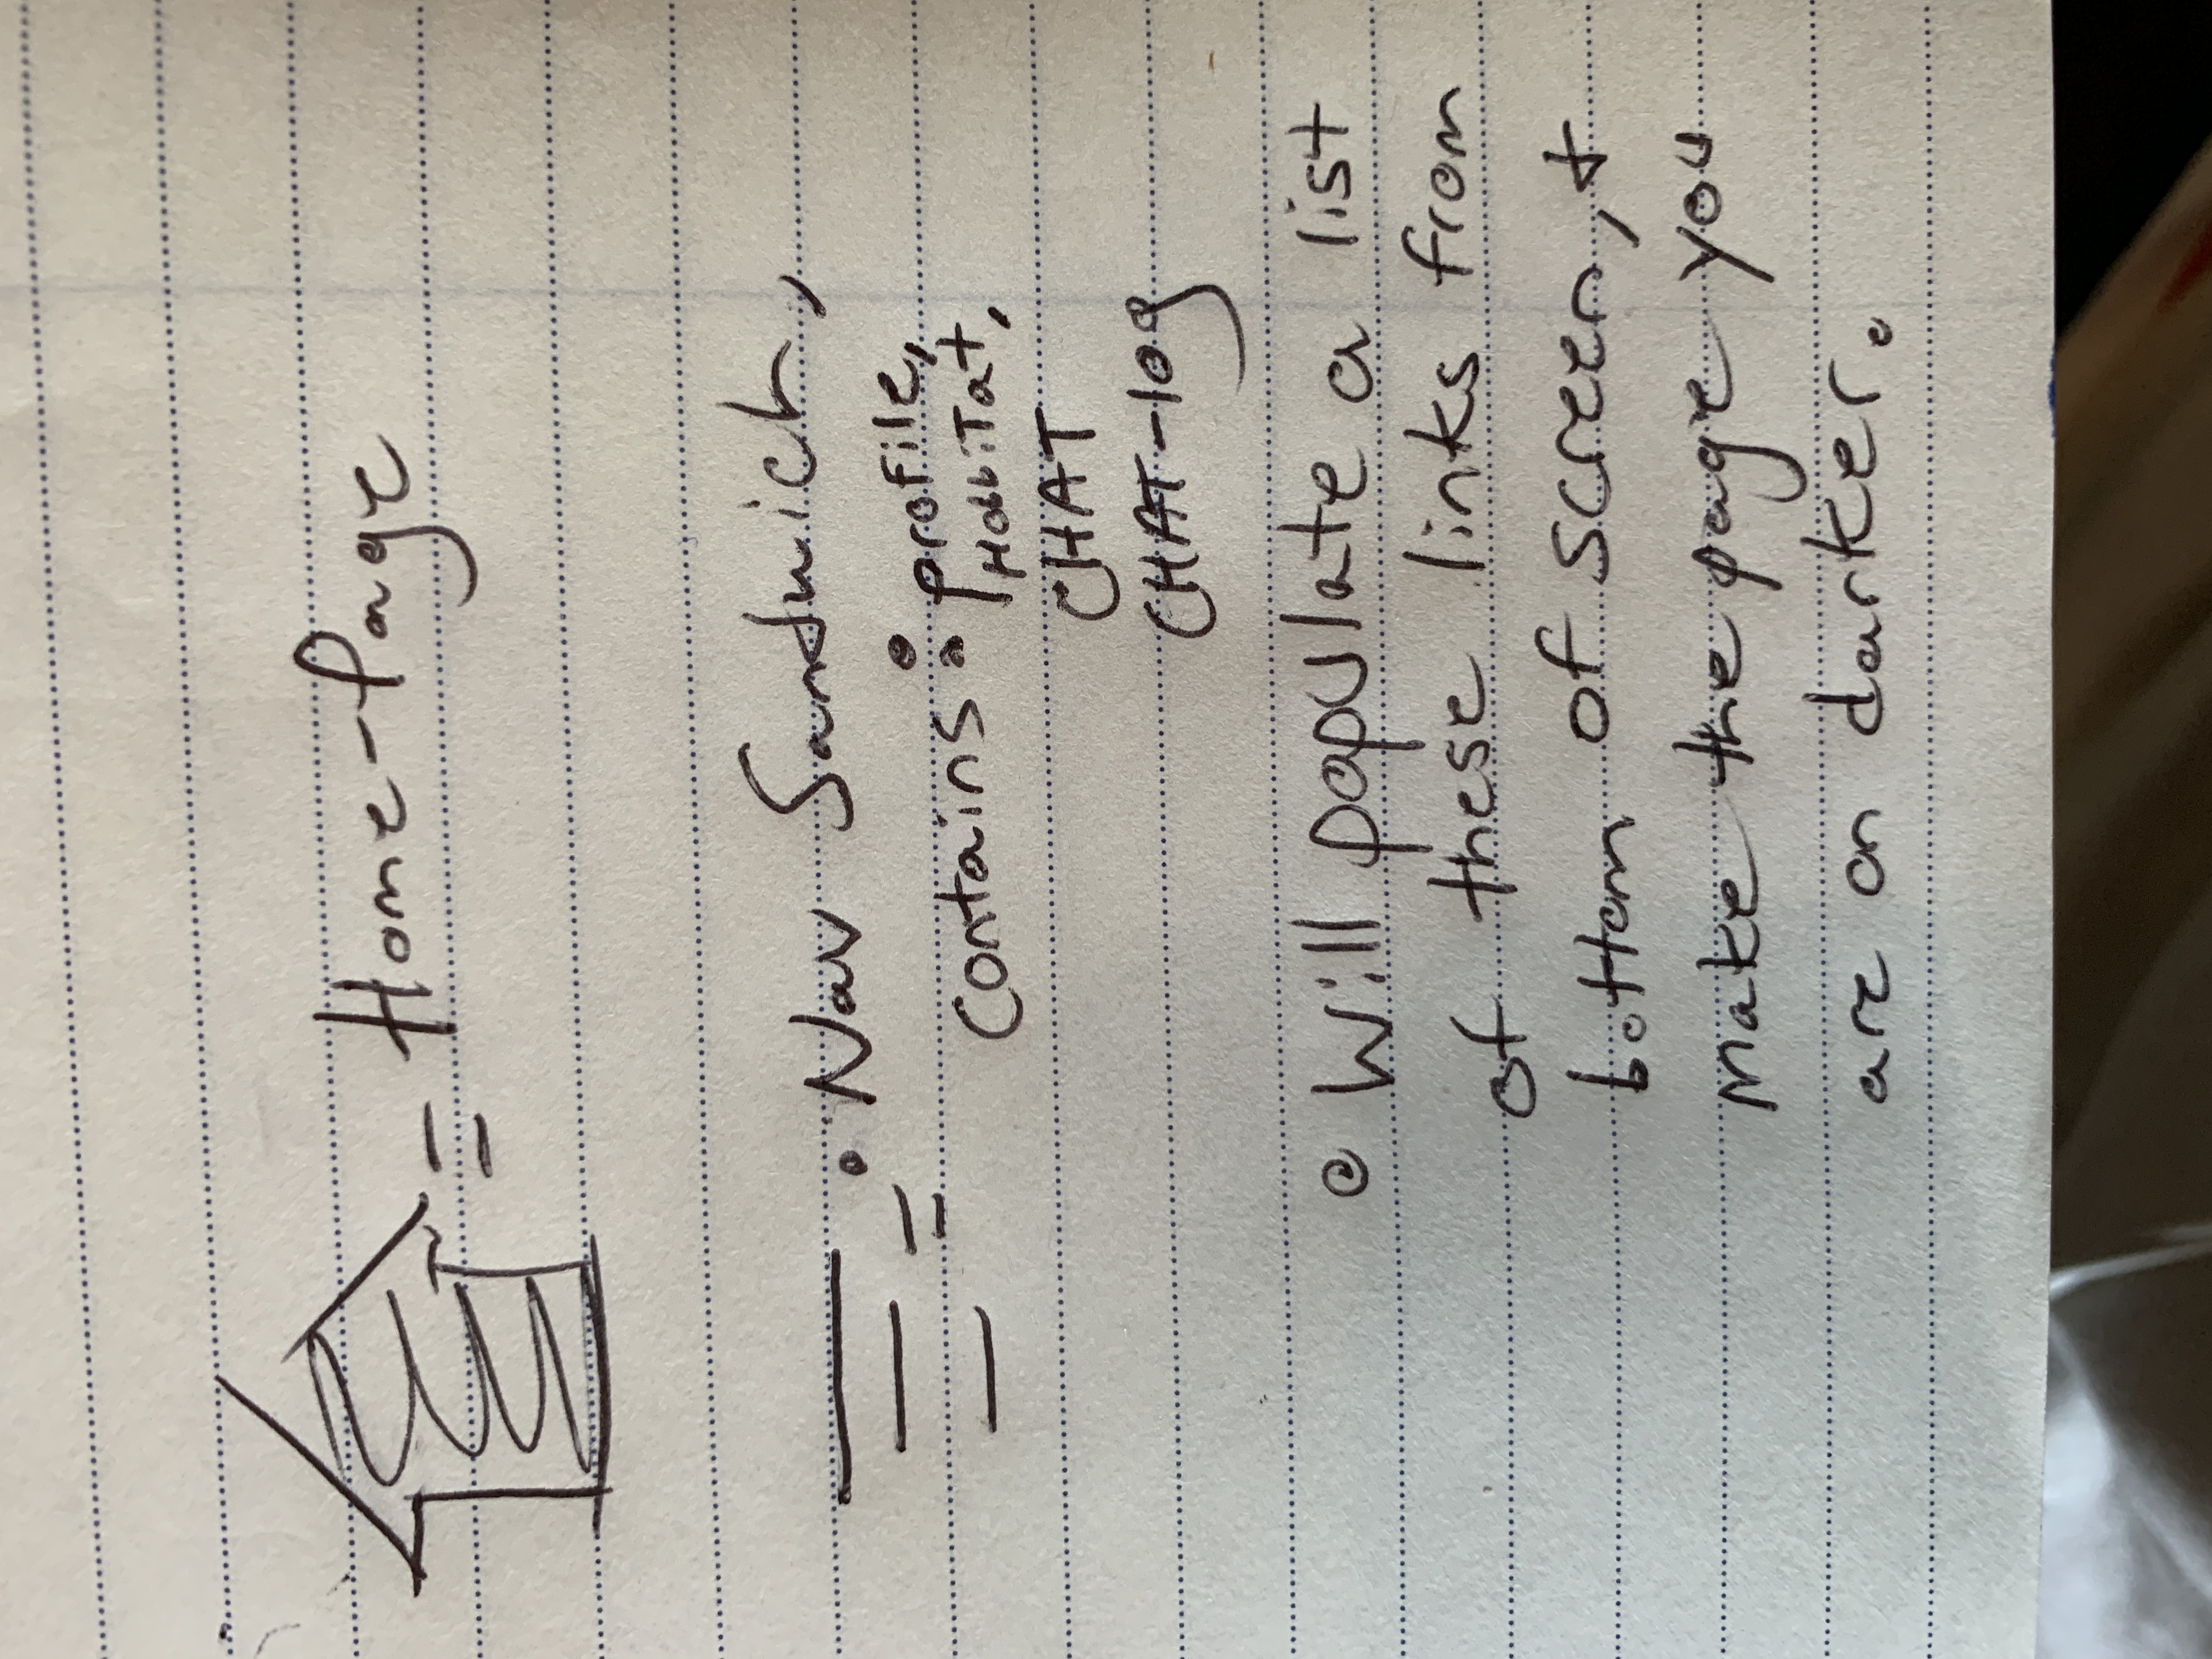 = Home-Page
= • Nav Sandwich,
contains : profile,
HabbiTat,
CHAT
CHAT-log
• Will populate a list
of these links from
bottom of screen, +
Make the page you
are on darker.